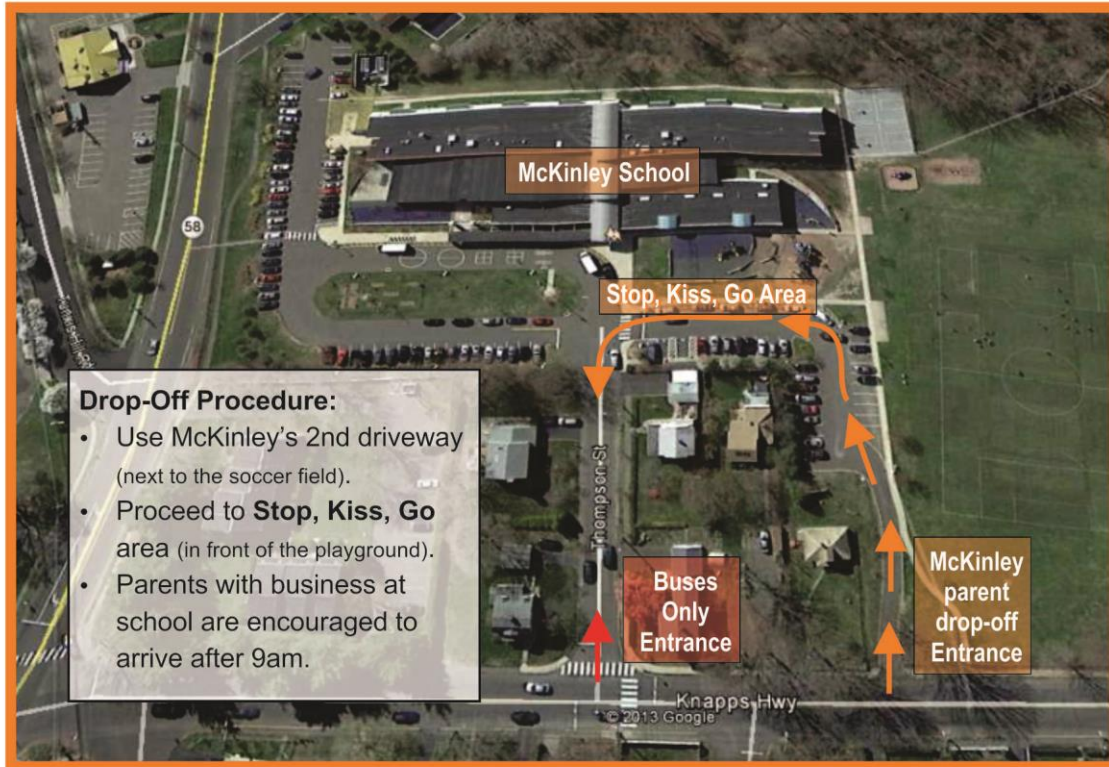 McKinley School
58
Stop, Kiss, Go Area
Drop-Off Procedure:
• Use McKinley’s 2nd driveway
(next to the soccer field).
• Proceed to Stop, Kiss, Go
area (in front of the playground).
• Parents with business at
school are encouraged to
arrive after 9am.
Thompson St
Buses
Only
Entrance
McKinley
parent
drop-off
Entrance
Knapps Hwy
© 2013 Google